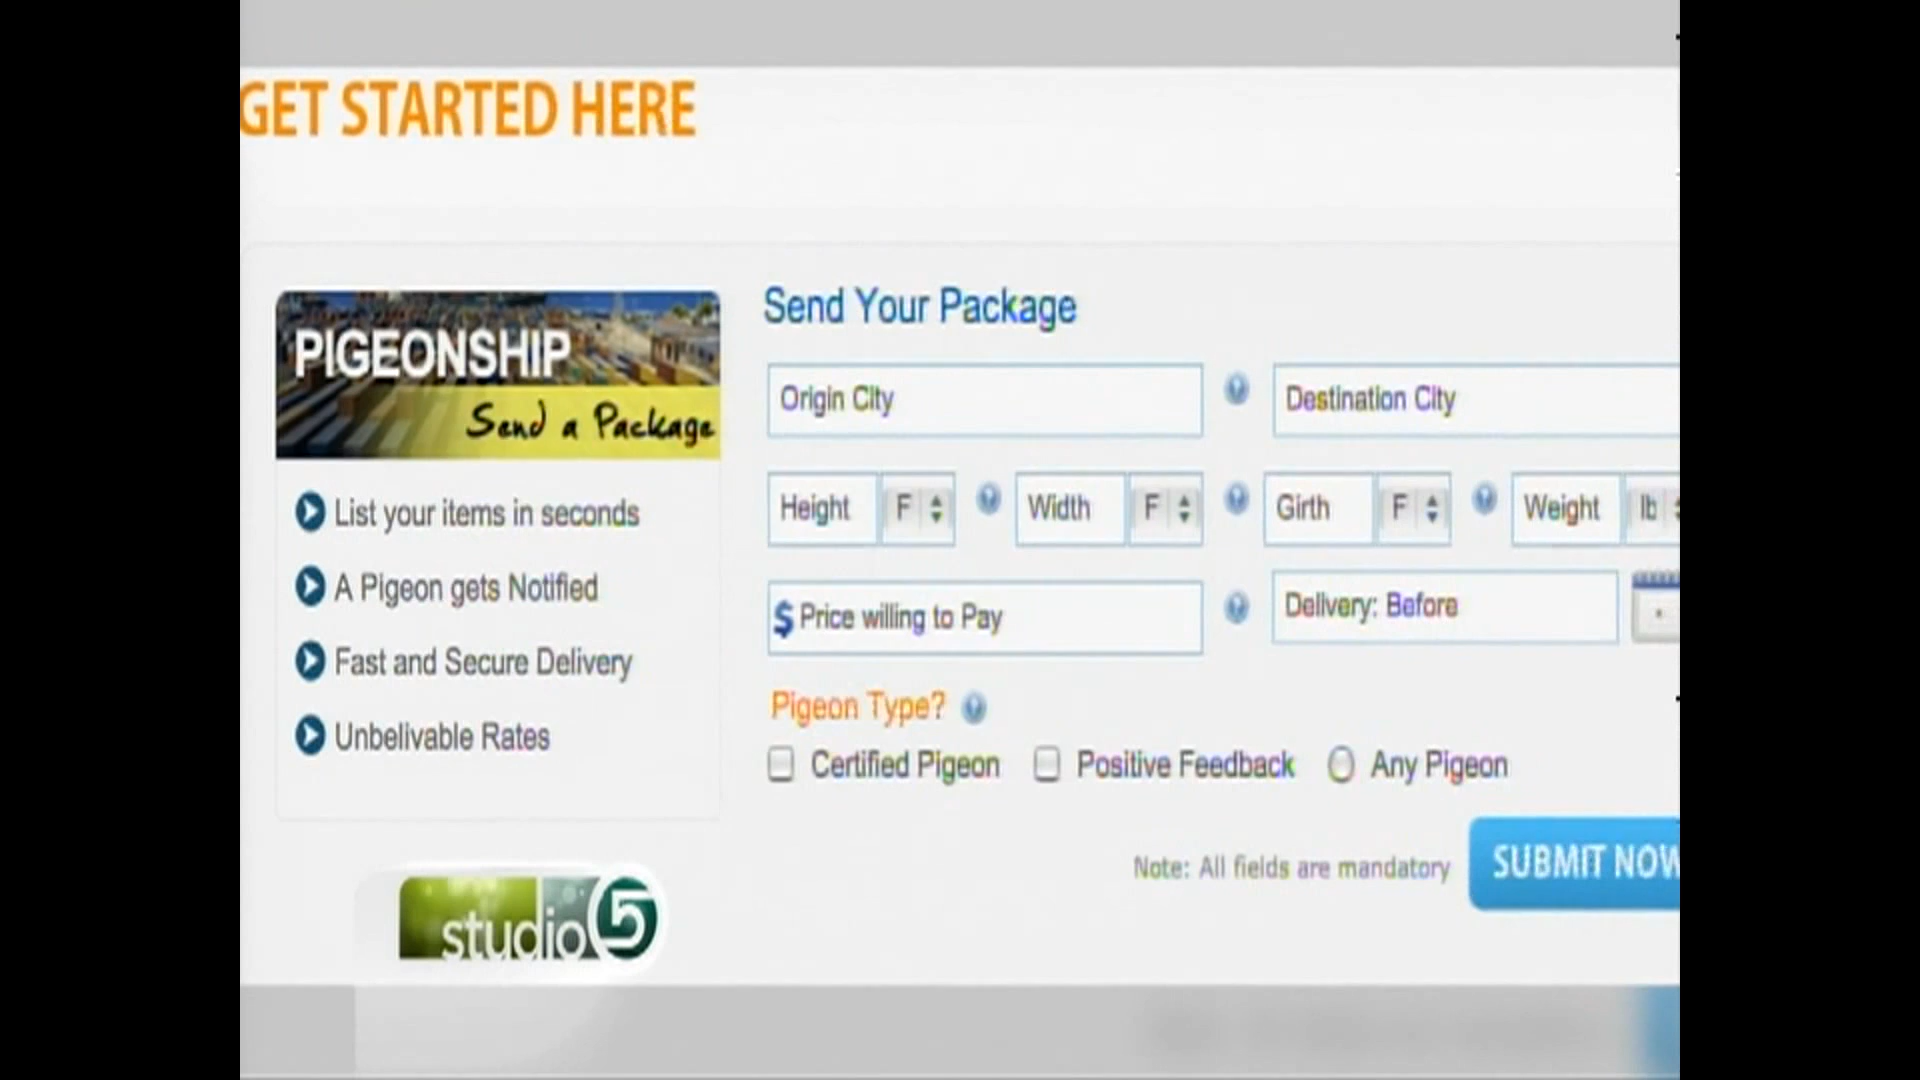 GET STARTED HERE
PIGEONSHIP
Send a Package
List your items in seconds
A Pigeon gets Notified
Fast and Secure Delivery
Unbelivable Rates
Send Your Package
Origin City
Destination City
Height F Width F Girth F Weight lb
$ Price willing to Pay
Delivery: Before
Pigeon Type?
Certified Pigeon Positive Feedback Any Pigeon
Note: All fields are mandatory
SUBMIT NOW
studio 5